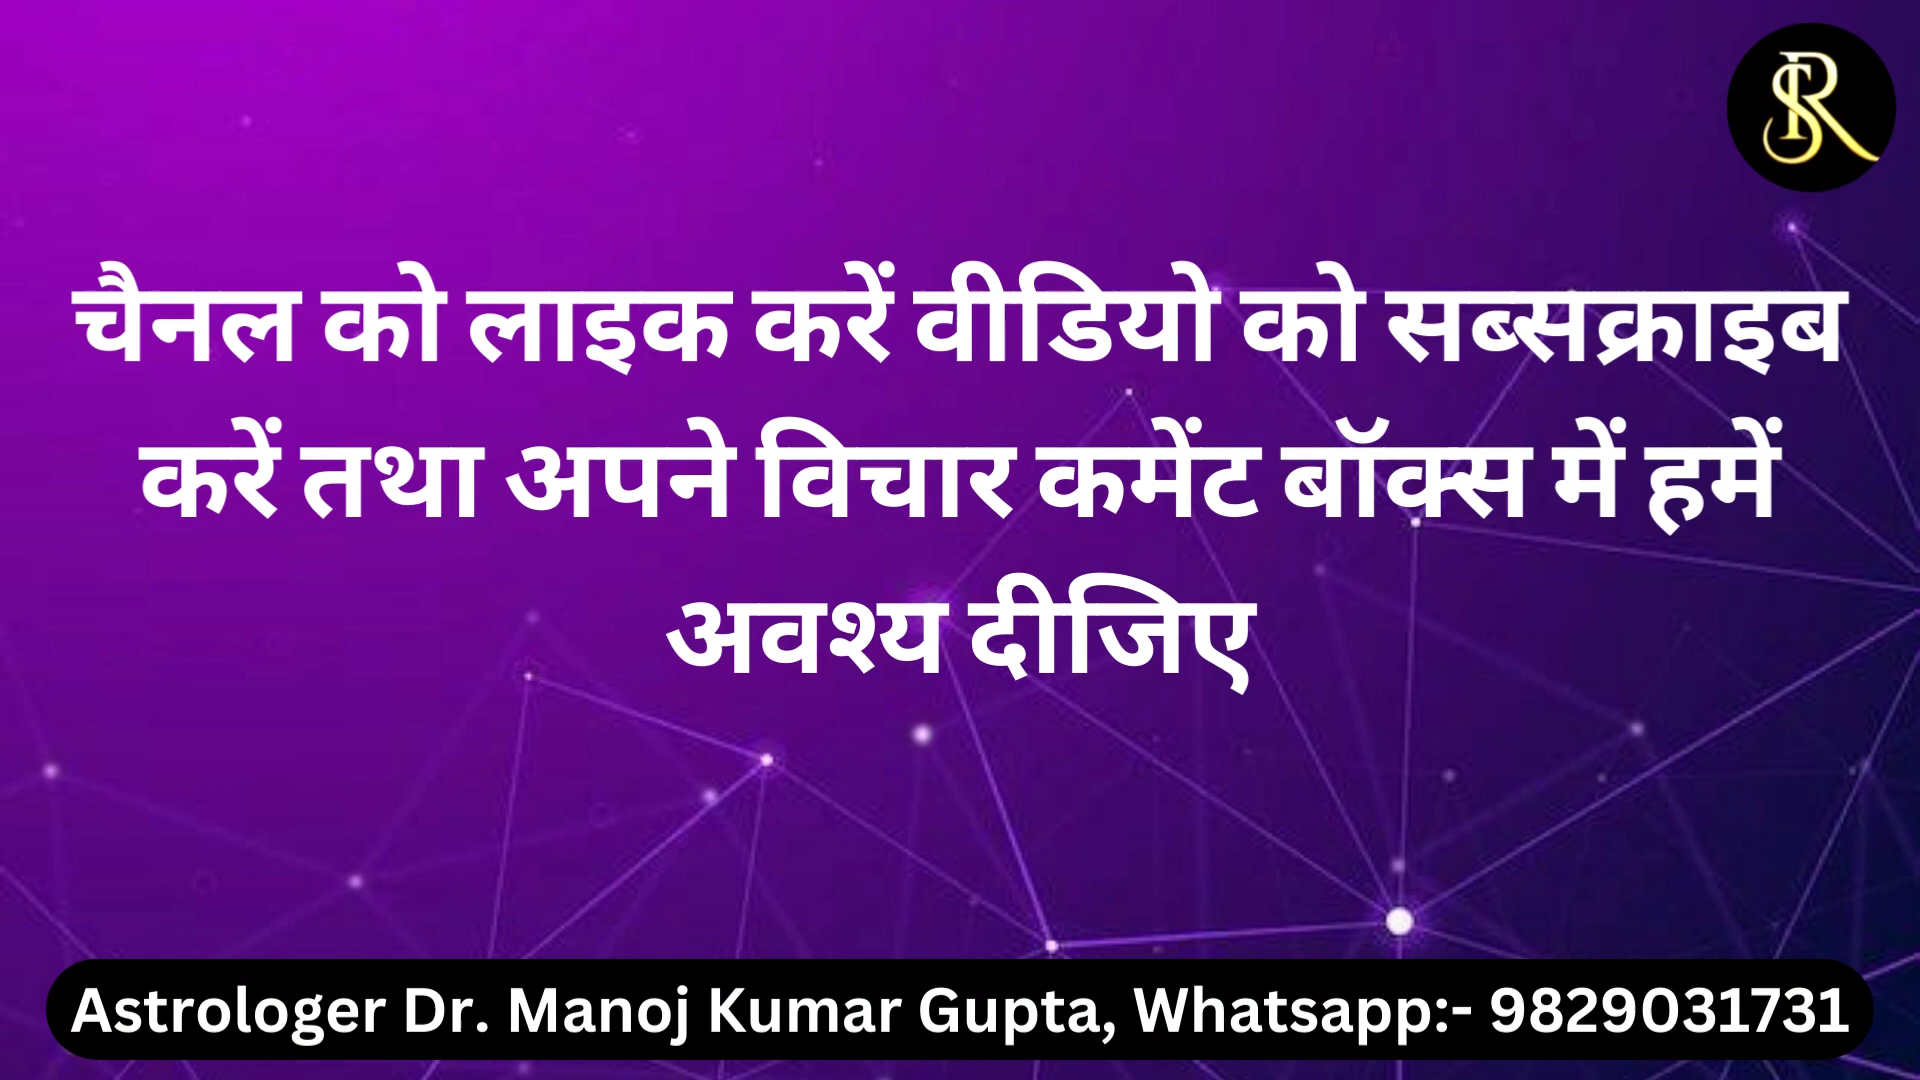 SR
चैनल को लाइक करें वीडियो को सब्सक्राइब
करें तथा अपने विचार कमेंट बॉक्स में हमें
अवश्य दीजिए
Astrologer Dr. Manoj Kumar Gupta, Whatsapp:- 9829031731